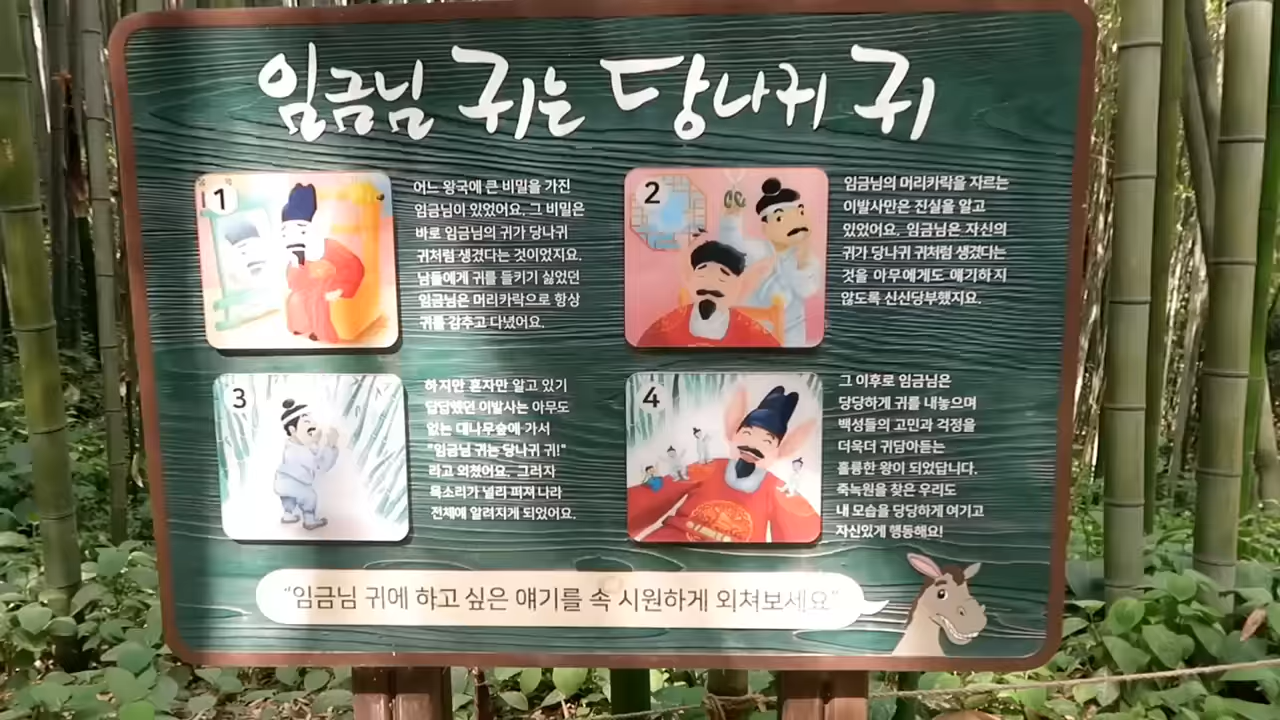 임금님 귀는 당나귀 귀
1
어느 왕국에 큰 비밀을 가진
임금님이 있었어요. 그 비밀은
바로 임금님의 귀가 당나귀
귀처럼 생겼다는 것이었지요.
남들에게 귀를 들키기 싫었던
임금님은 머리카락으로 항상
귀를 감추고 다녔어요.
2
임금님의 머리카락을 자르는
이발사만은 진실을 알고
있었어요. 임금님은 자신의
귀가 당나귀 귀처럼 생겼다는
것을 아무에게도 얘기하지
않도록 신신당부했지요.
3
하지만 혼자만 알고 있기
답답했던 이발사는 아무도
없는 대나무숲에 가서
"임금님 귀는 당나귀 귀!"
라고 외쳤어요. 그러자
목소리가 널리 퍼져 나라
전체에 알려지게 되었어요.
4
그 이후로 임금님은
당당하게 귀를 내놓으며
백성들의 고민과 걱정을
더욱더 귀담아듣는
훌륭한 왕이 되었답니다.
죽녹원을 찾은 우리도
내 모습을 당당하게 여기고
자신있게 행동해요!
"임금님 귀에 하고 싶은 얘기를 속 시원하게 외쳐보세요"